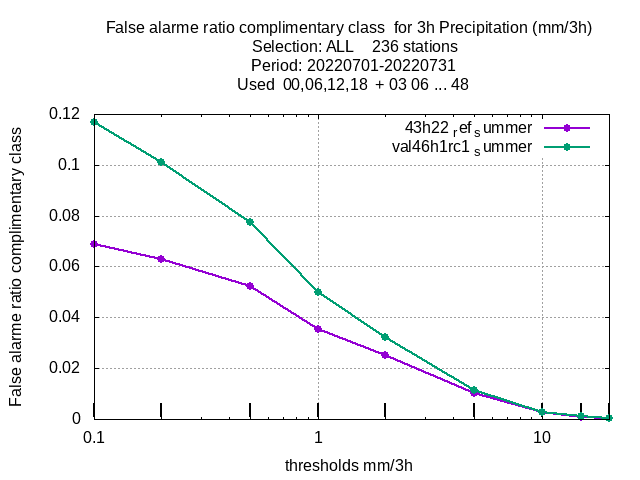 False alarme ratio complimentary class  for 3h Precipitation (mm/3h)
Selection: ALL    236 stations
Period: 20220701-20220731
Used  00,06,12,18  + 03 06 ... 48
False alarme ratio complimentary class
0.12
0.1
0.08
0.06
0.04
0.02
0
43h22 ref summer
val46h1rc1 summer
0.1 1 10
thresholds mm/3h